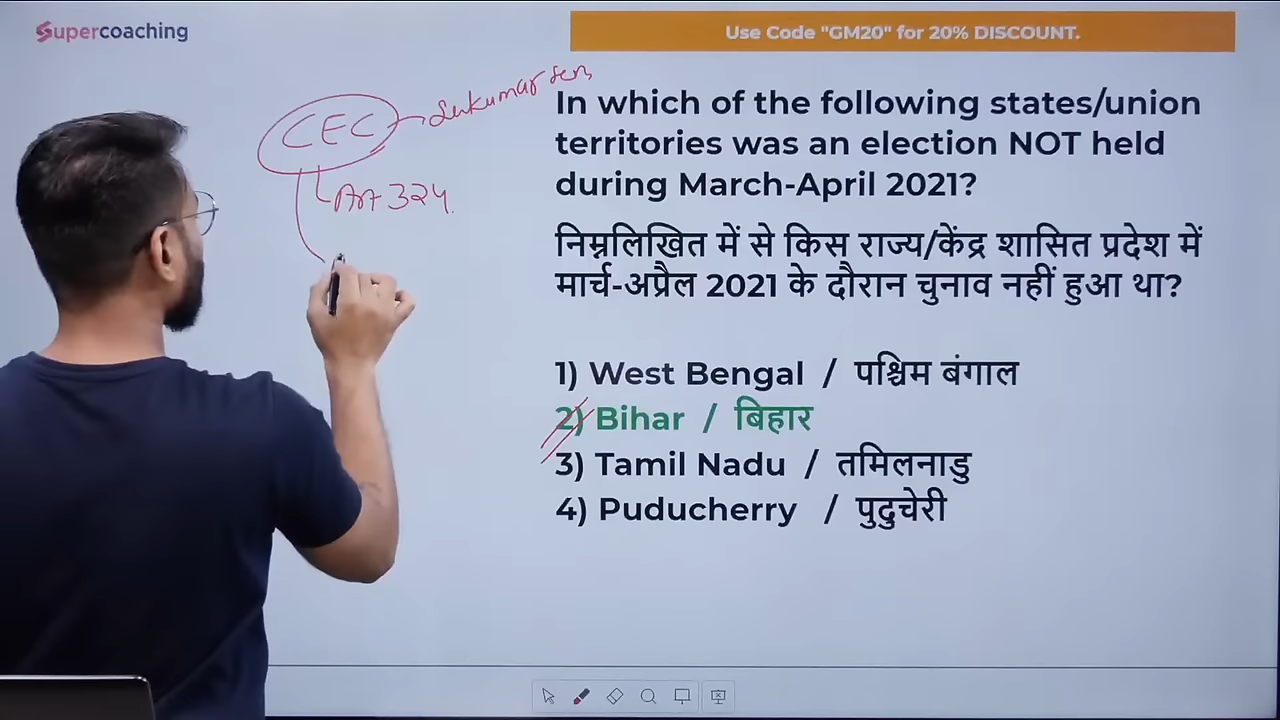 Supercoaching
Use Code "GM20" for 20% DISCOUNT.
CEC
Sukumar Sen
Art 324.
In which of the following states/union
territories was an election NOT held
during March-April 2021?
निम्नलिखित में से किस राज्य/केंद्र शासित प्रदेश में
मार्च-अप्रैल 2021 के दौरान चुनाव नहीं हुआ था?
1) West Bengal / पश्चिम बंगाल
2) Bihar / बिहार
3) Tamil Nadu / तमिलनाडु
4) Puducherry / पुदुचेरी